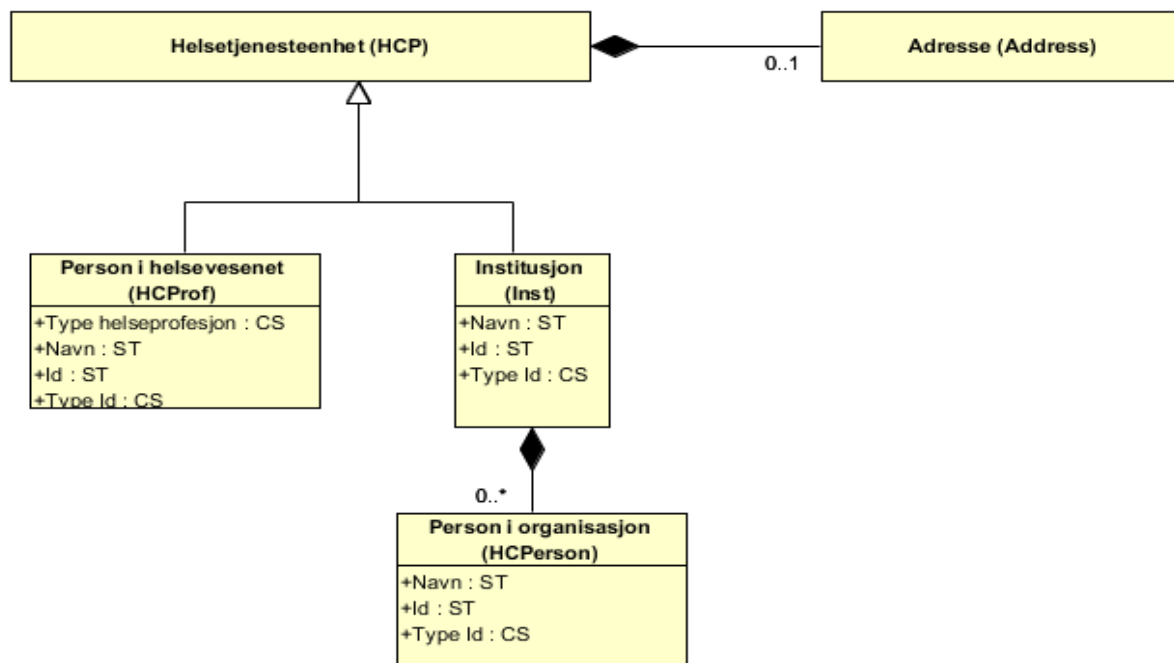 Helsetjenesteenhet (HCP)
Adresse (Address)
0..1
Person i helsevesenet
(HCProf)
+Type helseprofesjon : CS
+Navn : ST
+Id : ST
+Type Id : CS
Institusjon
(Inst)
+Navn : ST
+Id : ST
+Type Id : CS
0..*
Person i organisasjon
(HCPerson)
+Navn : ST
+Id : ST
+Type Id : CS